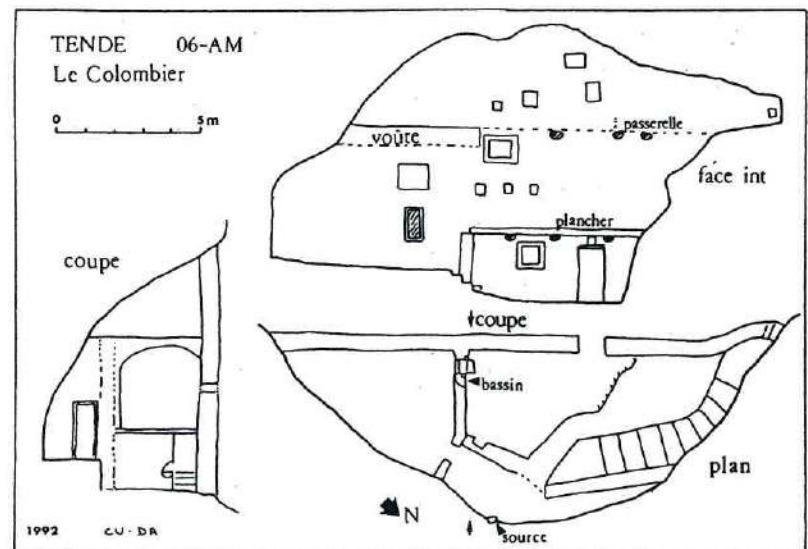 TENDE 06-AM
Le Colombier
0 5m
voûte
passerelle
face int
plancher
coupe
coupe
bassin
plan
N
source
1992 CU-DA